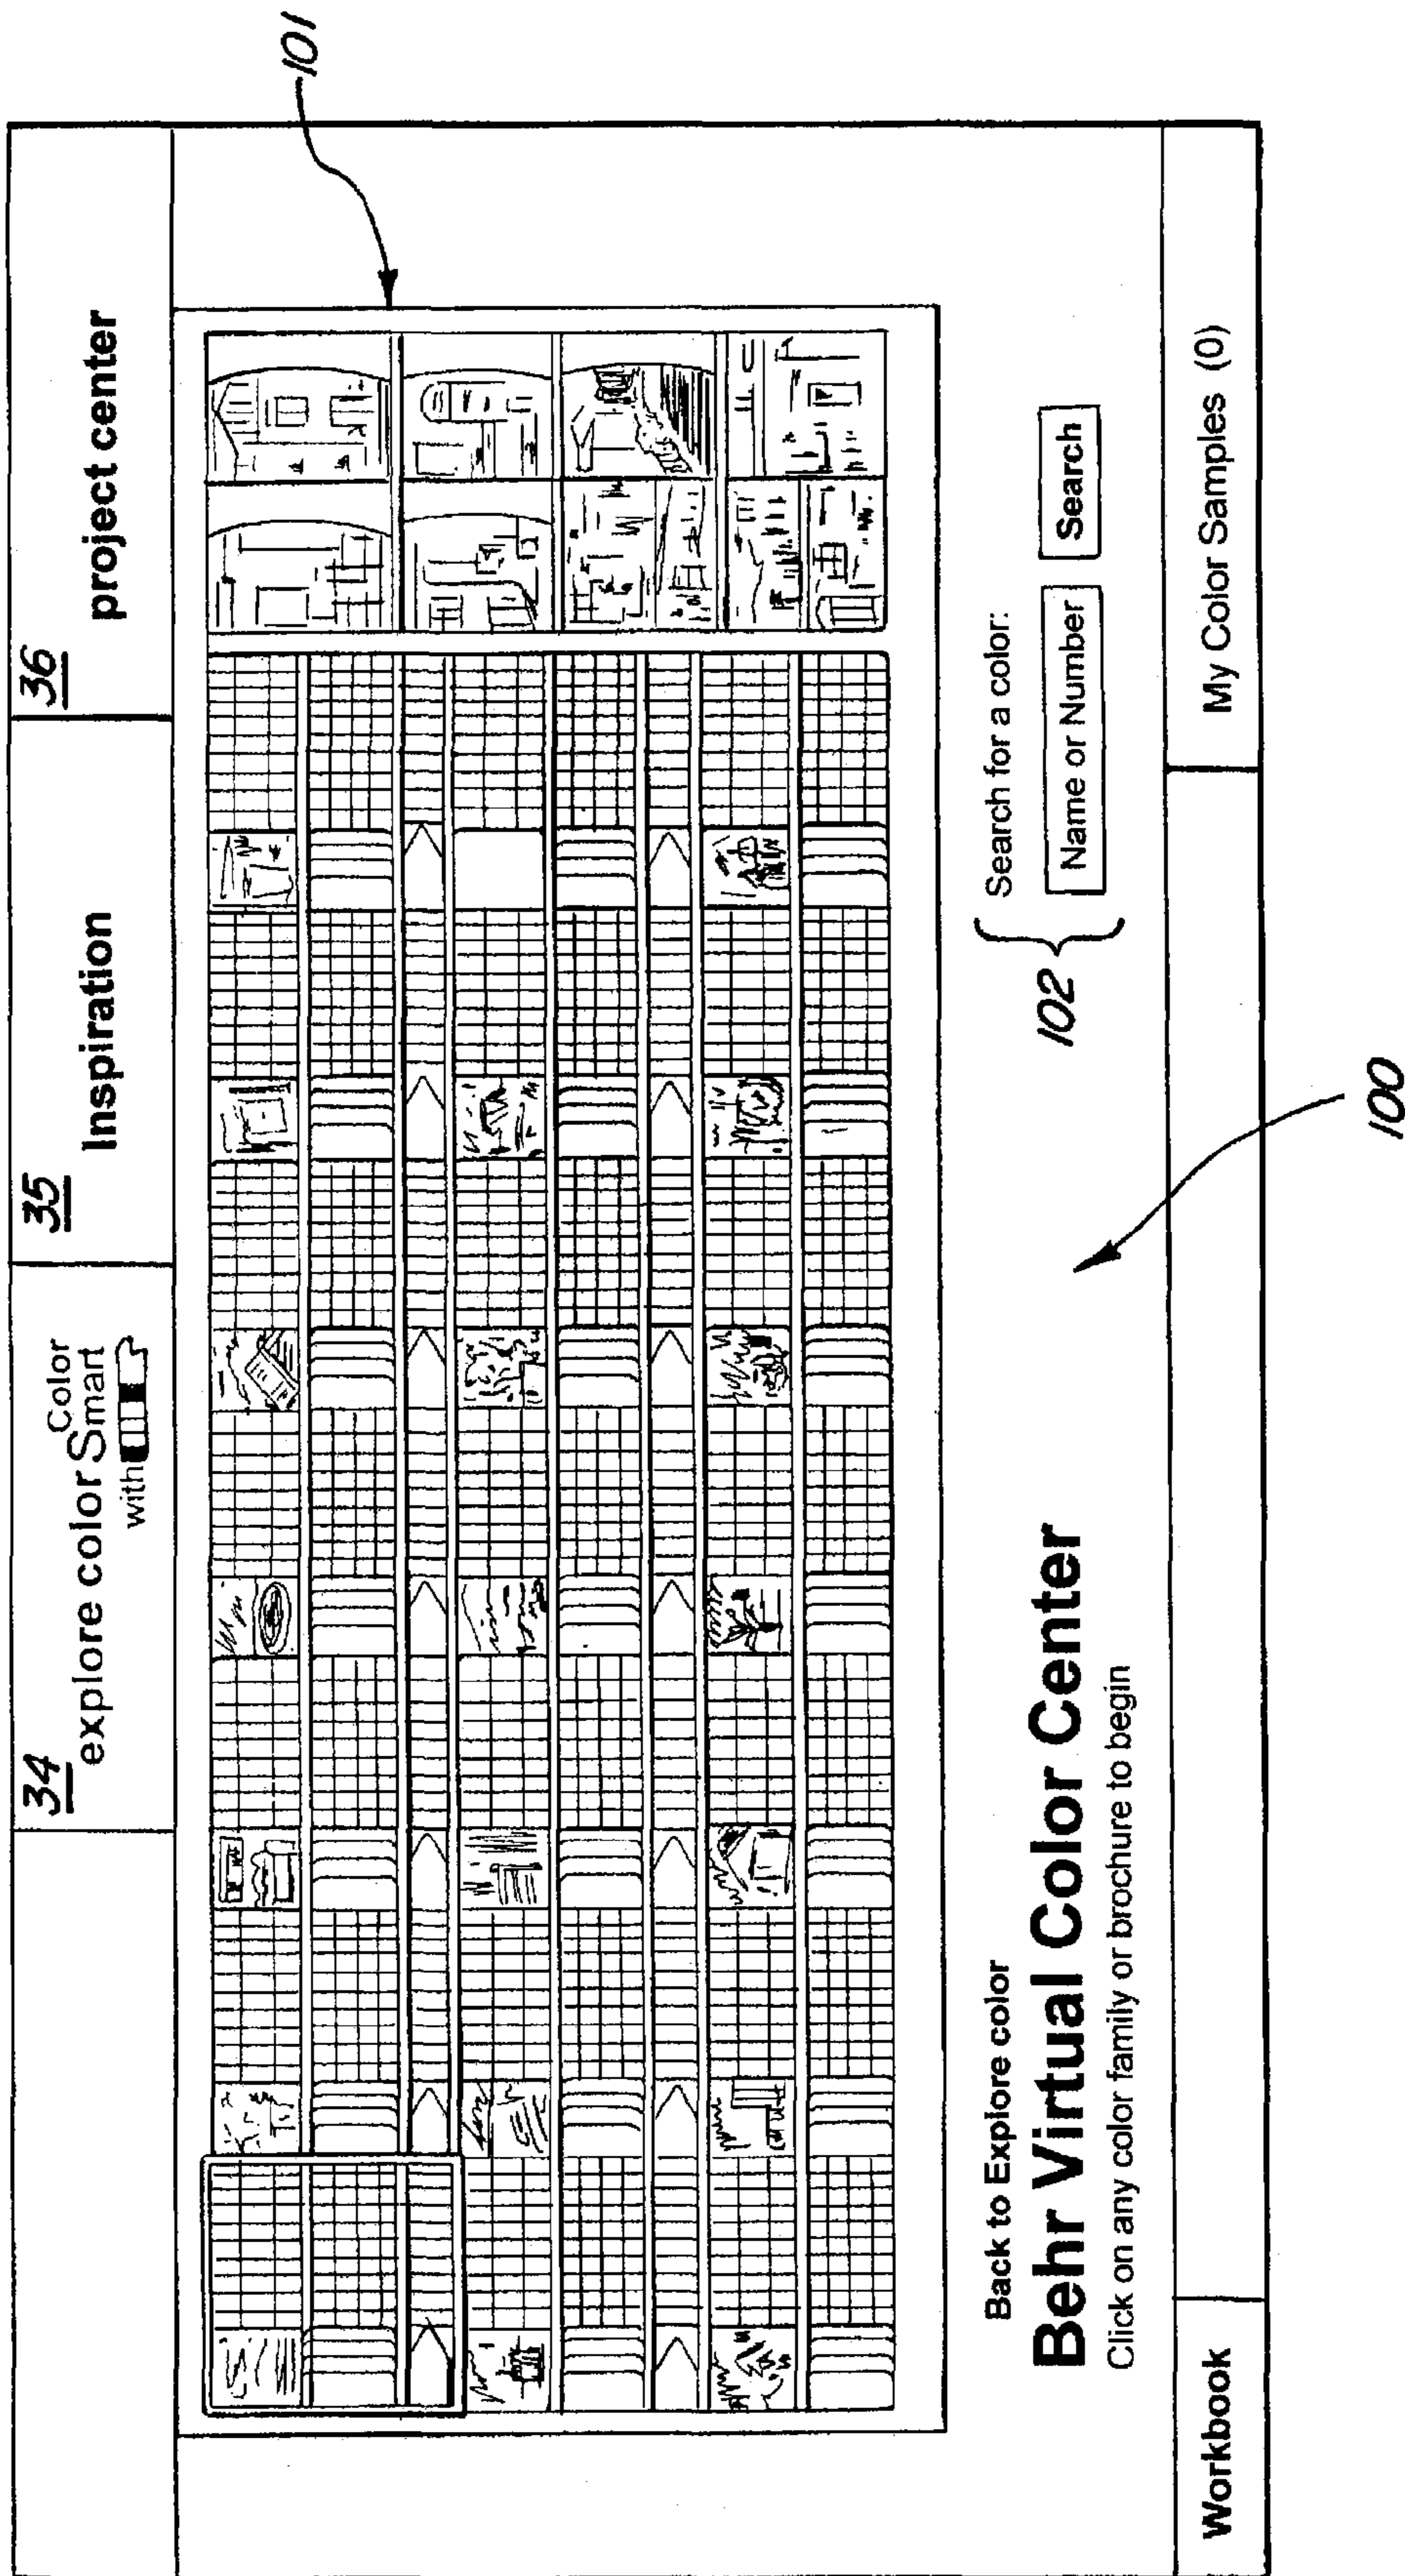 34
explore color
Color
Smart
with
35
Inspiration
36
project center
101
Back to Explore color
Behr Virtual Color Center
Click on any color family or brochure to begin
102
Search for a color:
Name or Number
Search
100
Workbook
My Color Samples (0)